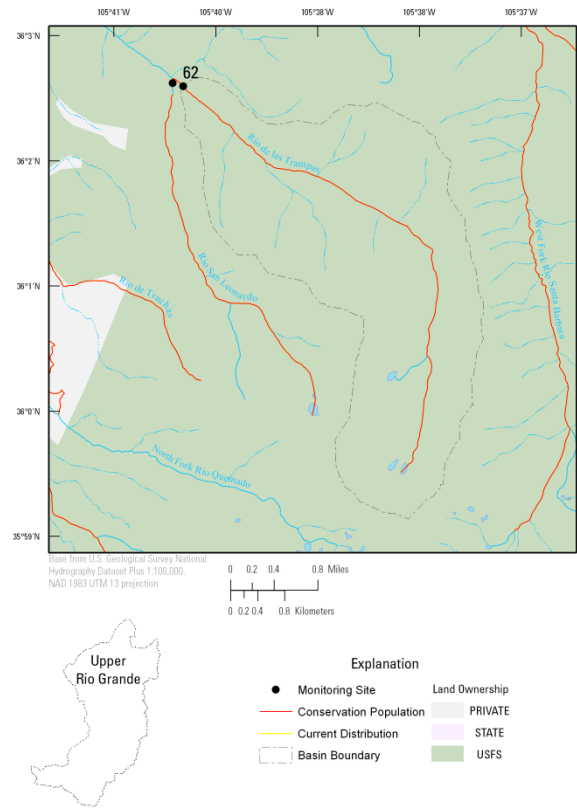 105°41'
105°40'
105°38'
105°38'
105°37'
36°3'N
62
36°2'N
Rio de las Trampas
36°1'N
Rio San Leonardo
Rio de Truchas
West Fork Rio Santa Barbara
36°0'N
North Fork Rio Quemado
35°59'N
Base from U.S. Geological Survey National
Hydrography Dataset Plus 1:100,000.
NAD 1983 UTM 13 projection
0 0.2 0.4 0.8 Miles
0 0.2 0.4 0.8 Kilometers
Upper
Rio Grande
Explanation
Monitoring Site
Conservation Population
Current Distribution
Basin Boundary
Land Ownership
PRIVATE
STATE
USFS